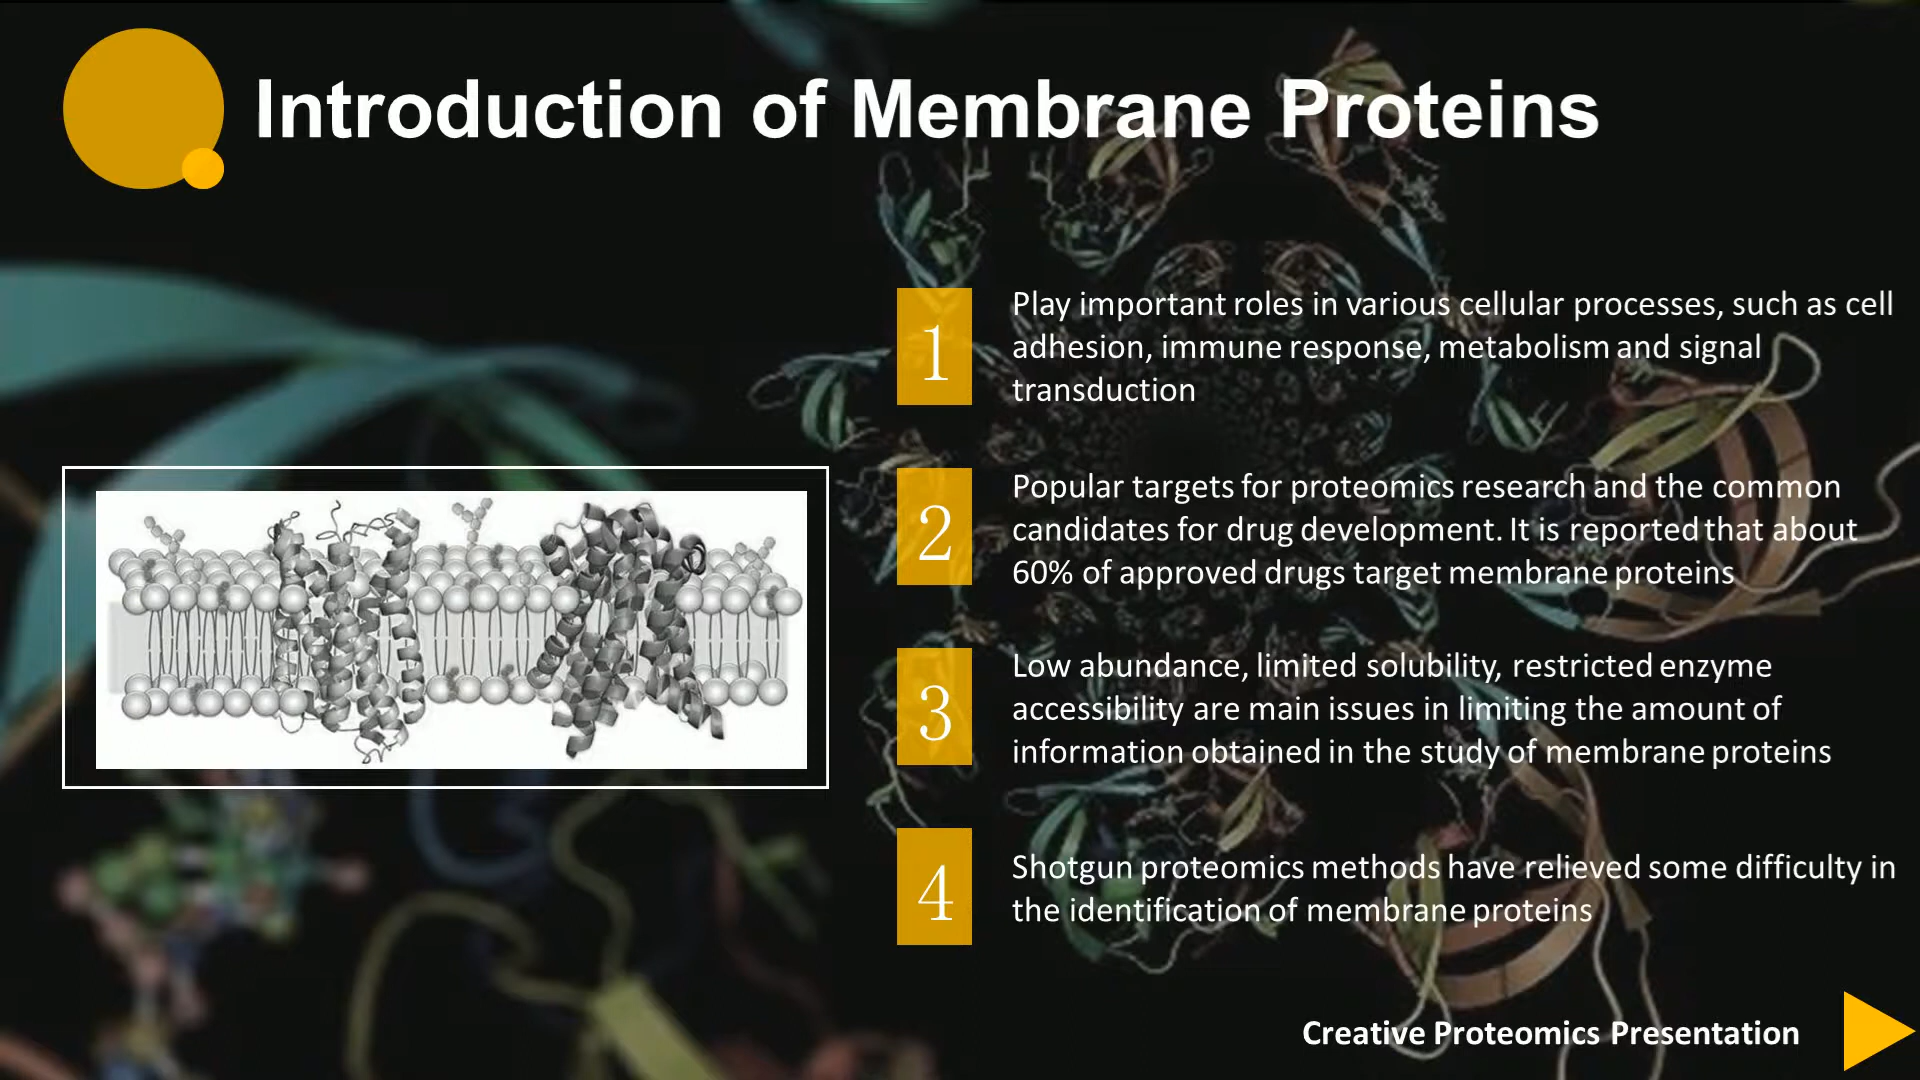 Introduction of Membrane Proteins
1
Play important roles in various cellular processes, such as cell
adhesion, immune response, metabolism and signal
transduction
2
Popular targets for proteomics research and the common
candidates for drug development. It is reported that about
60% of approved drugs target membrane proteins
3
Low abundance, limited solubility, restricted enzyme
accessibility are main issues in limiting the amount of
information obtained in the study of membrane proteins
4
Shotgun proteomics methods have relieved some difficulty in
the identification of membrane proteins
Creative Proteomics Presentation